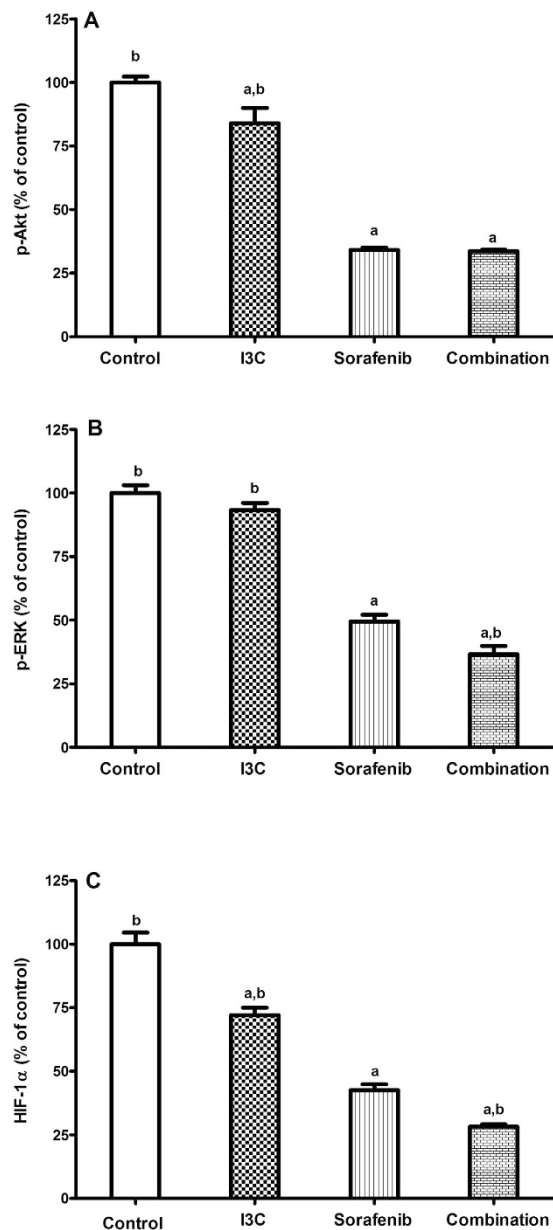 A
p-Akt (% of control)
125
100
75
50
25
0
b
a,b
a
a
Control I3C Sorafenib Combination
B
p-ERK (% of control)
125
100
75
50
25
0
b
b
a
a,b
Control I3C Sorafenib Combination
C
HIF-1α (% of control)
125
100
75
50
25
0
b
a,b
a
a,b
Control I3C Sorafenib Combination